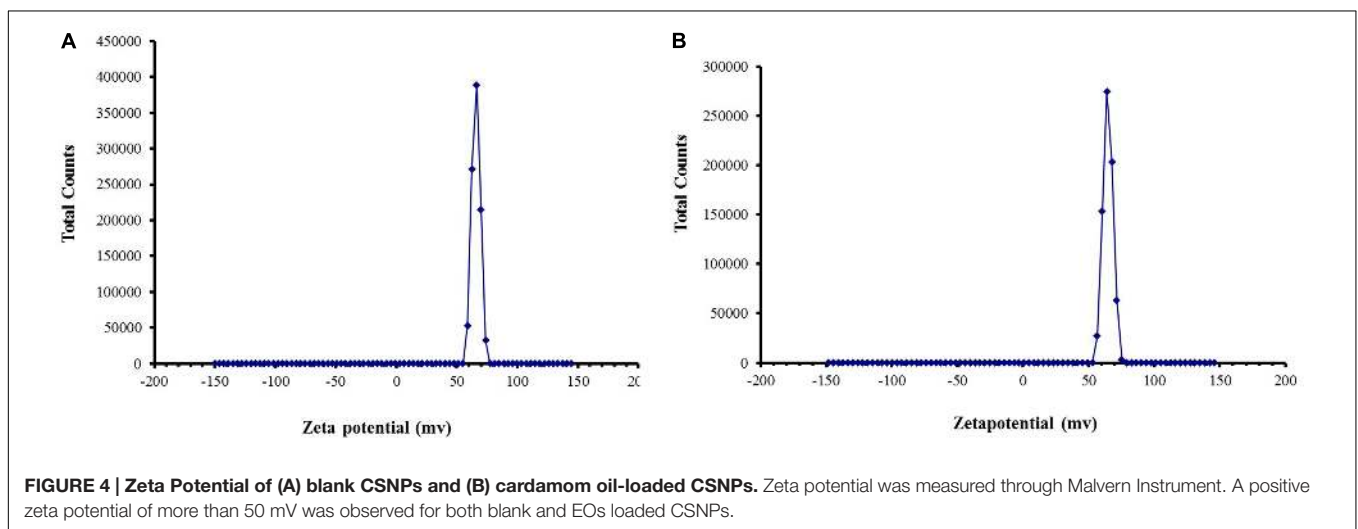 A
450000
400000
350000
300000
250000
200000
150000
100000
50000
0
Total Counts
-200 -150 -100 -50 0 50 100 150 20
Zeta potential (mv)
B
300000
250000
200000
150000
100000
50000
0
Total Counts
-200 -150 -100 -50 0 50 100 150 200
Zetapotential (mv)
FIGURE 4 | Zeta Potential of (A) blank CSNPs and (B) cardamom oil-loaded CSNPs. Zeta potential was measured through Malvern Instrument. A positive
zeta potential of more than 50 mV was observed for both blank and EOs loaded CSNPs.